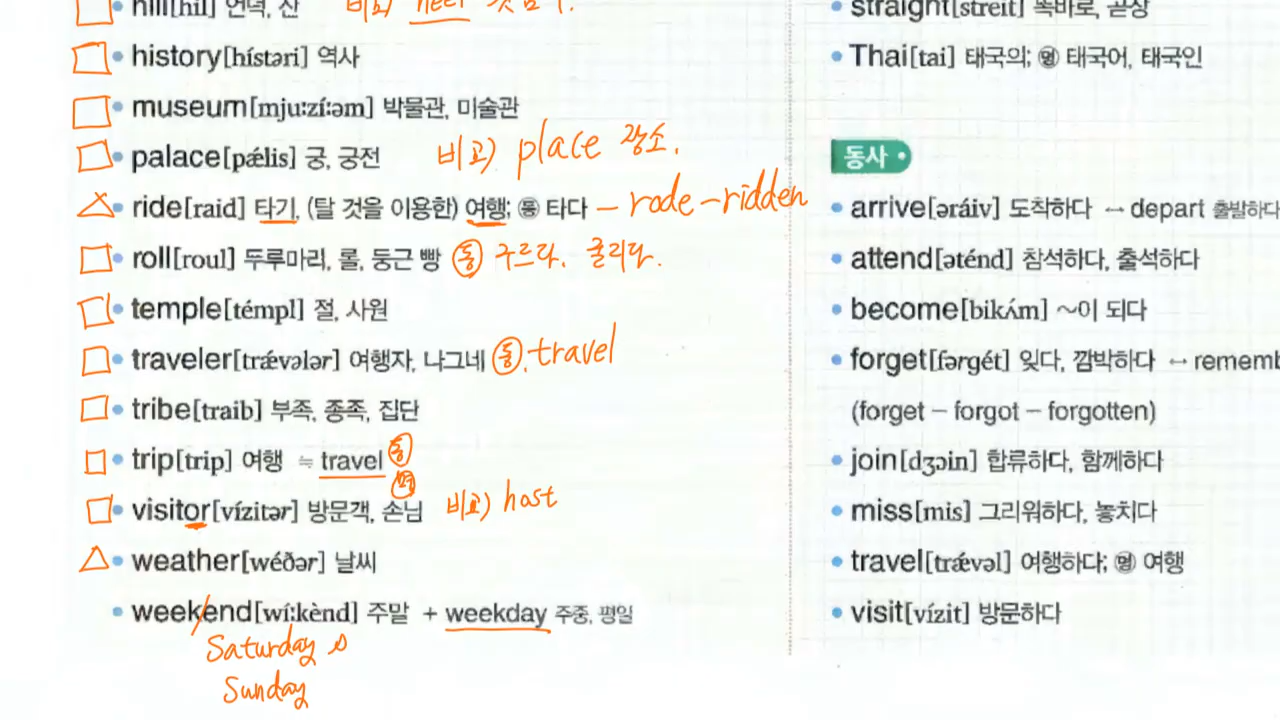 hill[hil] 언덕, 산 비교) heel
history[hístəri] 역사
museum[mju:zí:əm] 박물관, 미술관
palace[pǽlis] 궁, 궁전 비교) place 장소.
ride[raid] 타기, (탈 것을 이용한) 여행; 동 타다 – rode – ridden
roll[roul] 두루마리, 롤, 둥근 빵 동 구르다, 굴리다.
temple[témpl] 절, 사원
traveler[trǽvələr] 여행자, 나그네 동, travel
tribe[traib] 부족, 종족, 집단
trip[trip] 여행 ≒ travel 동 명
visitor[vízitər] 방문객, 손님 비교) host
weather[wéðər] 날씨
weekend[wí:kènd] 주말 + weekday 주중, 평일
Saturday
Sunday
straight[streit] 똑바로, 곧장
Thai[tai] 태국의; 명 태국어, 태국인
동사
arrive[əráiv] 도착하다 ↔ depart 출발하다
attend[əténd] 참석하다, 출석하다
become[bikʌ́m] ~이 되다
forget[fərgét] 잊다, 깜박하다 ↔ rememb
(forget – forgot – forgotten)
join[dʒɔin] 합류하다, 함께하다
miss[mis] 그리워하다, 놓치다
travel[trǽvəl] 여행하다; 명 여행
visit[vízit] 방문하다